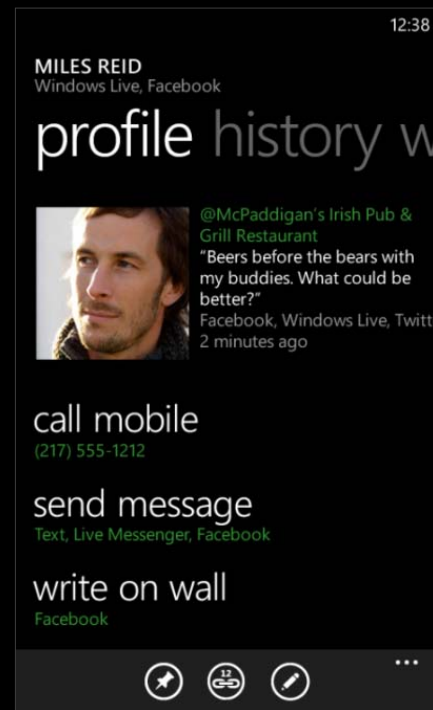 12:38
MILES REID
Windows Live, Facebook
profile history w
@McPaddigan's Irish Pub &
Grill Restaurant
"Beers before the bears with
my buddies. What could be
better?"
Facebook, Windows Live, Twitt
2 minutes ago
call mobile
(217) 555-1212
send message
Text, Live Messenger, Facebook
write on wall
Facebook
12